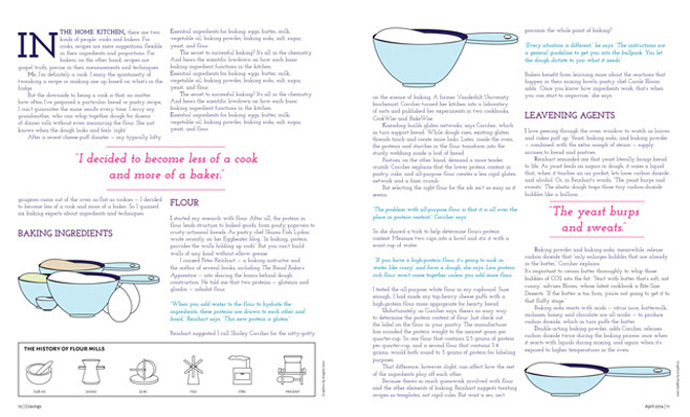 IN THE HOME KITCHEN, there are two
kinds of people: cooks and bakers. For
cooks, recipes are mere suggestions, flexible
in their ingredients and proportions. For
bakers, on the other hand, recipes are
gospel truth, precise in their measurements and techniques.
Me, I'm definitely a cook. I enjoy the spontaneity of
tweaking a recipe or making one up based on what's in the
fridge.
But the downside to being a cook is that, no matter
how often I've prepared a particular bread or pastry recipe,
I can't guarantee the same results every time. I envy my
grandmother, who can whip together dough for dozens
of dinner rolls without even measuring the flour. She just
knows when the dough looks and feels "right."
After a recent cheese-puff disaster — my typically lofty
"I decided to become less of a cook
and more of a baker."
gougères came out of the oven as flat as cookies — I decided
to become less of a cook and more of a baker. So I quizzed
six baking experts about ingredients and techniques.
BAKING INGREDIENTS
Essential ingredients for baking: eggs, butter, milk,
vegetable oil, baking powder, baking soda, salt, sugar,
yeast, and flour.
The secret to successful baking? It's all in the chemistry.
And here's the scientific lowdown on how each basic
baking ingredient functions in the kitchen.
Essential ingredients for baking: eggs, butter, milk,
vegetable oil, baking powder, baking soda, salt, sugar,
yeast, and flour.
The secret to successful baking? It's all in the chemistry.
And here's the scientific lowdown on how each basic
baking ingredient functions in the kitchen.
Essential ingredients for baking: eggs, butter, milk,
vegetable oil, baking powder, baking soda, salt, sugar,
yeast, and flour.
FLOUR
I started my research with flour. After all, the protein in
flour lends structure to baked goods, from poufy popovers to
crusty artisanal breads. As pastry chef Shuna Fish Lydon
wrote recently on her Eggbeater blog, "In baking, protein
provides the walls holding up roofs. But you can't build
walls of any kind without elbow grease."
I roused Peter Reinhart — a baking instructor and
the author of several books, including The Bread Baker's
Apprentice — into sharing the basics behind dough
construction. He told me that two proteins — glutenin and
gliadin — inhabit flour.
"When you add water to the flour to hydrate the
ingredients, these proteins are drawn to each other and
bond," Reinhart says. "This new protein is gluten."
Reinhart suggested I call Shirley Corriher for the nitty-gritty
THE HISTORY OF FLOUR MILLS
10 | Cravings
on the science of baking. A former Vanderbilt University
biochemist, Corriher turned her kitchen into a laboratory
of sorts and published her experiments in two cookbooks,
CookWise and BakeWise.
Kneading builds gluten networks, says Corriher, which
in turn support bread. While dough rises, existing gluten
threads touch and create more links. Later, inside the oven,
the proteins and starches in the flour transform into the
sturdy webbing inside a loaf of bread.
Pastries, on the other hand, demand a more tender
crumb. Corriher explains that the lower protein content in
pastry, cake, and all-purpose flours creates a less rigid gluten
network and a finer crumb.
But selecting the right flour for the job isn't as easy as it
seems.
"The problem with all-purpose flour is that it is all over the
place in protein content," Corriher says.
So she shared a trick to help determine flour's protein
content: Measure two cups into a bowl and stir it with a
scant cup of water.
"If you have a high-protein flour, it's going to suck in
water like crazy" and form a dough, she says. Less protein-
rich flour won't come together unless you add more flour.
I tested the all-purpose white flour in my cupboard. Sure
enough, I had made my top-heavy cheese puffs with a
high-protein flour more appropriate for hearty bread.
Unfortunately, as Corriher says, there's no easy way
to determine the protein content of flour. Just check out
the label on the flour in your pantry. The manufacturer
has rounded the protein weight to the nearest gram per
quarter-cup. So one flour that contains 2.5 grams of protein
per quarter-cup, and a second flour that contains 3.4
grams, would both round to 3 grams of protein for labeling
purposes.
That difference, however slight, can affect how the rest
of the ingredients play off each other.
Because there's so much guesswork involved with flour
and the other elements of baking, Reinhart suggests treating
recipes as templates, not rigid rules. But wait a sec, isn't
precision the whole point of baking?
"Every situation is different," he says. "The instructions are
a general guideline to get you into the ballpark. You let
the dough dictate to you what it needs."
Bakers benefit from learning more about the reactions that
happen in their mixing bowls, pastry chef Carole Bloom
adds. "Once you know how ingredients work, that's when
you can start to improvise," she says.
LEAVENING AGENTS
I love peering through the oven window to watch as loaves
and cakes puff up. Yeast, baking soda, and baking powder
— combined with the extra oomph of steam — supply
airiness to bread and pastries.
Reinhart reminded me that yeast literally brings bread
to life. As yeast feeds on sugars in dough, it oozes a liquid
that, when it touches an air pocket, lets loose carbon dioxide
and alcohol. Or, in Reinhart's words, "The yeast burps and
sweats." The elastic dough traps those tiny carbon-dioxide
bubbles like a balloon.
"The yeast burps
and sweats."
Baking powder and baking soda, meanwhile, release
carbon dioxide that "only enlarges bubbles that are already
in the batter," Corriher explains.
It's important to cream butter thoroughly to whip those
bubbles of CO2 into the fat. "Start with butter that's soft, not
runny," advises Bloom, whose latest cookbook is Bite-Size
Desserts. "If the butter is too firm, you're not going to get it to
that fluffy stage."
Baking soda reacts with acids — citrus juice, buttermilk,
molasses, honey, and chocolate are all acidic — to produce
carbon dioxide, which in turn puffs the batter.
Double-acting baking powder, adds Corriher, releases
carbon dioxide twice during the baking process: once when
it reacts with liquids during mixing, and again when it's
exposed to higher temperatures in the oven.
April 2014 | 11